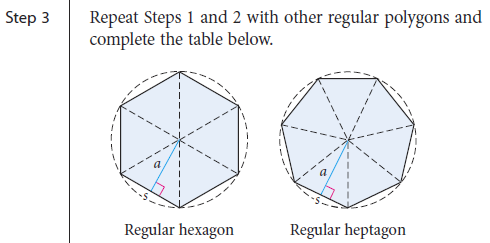 Step 3
Repeat Steps 1 and 2 with other regular polygons and
complete the table below.
a
s
a
s
Regular hexagon
Regular heptagon